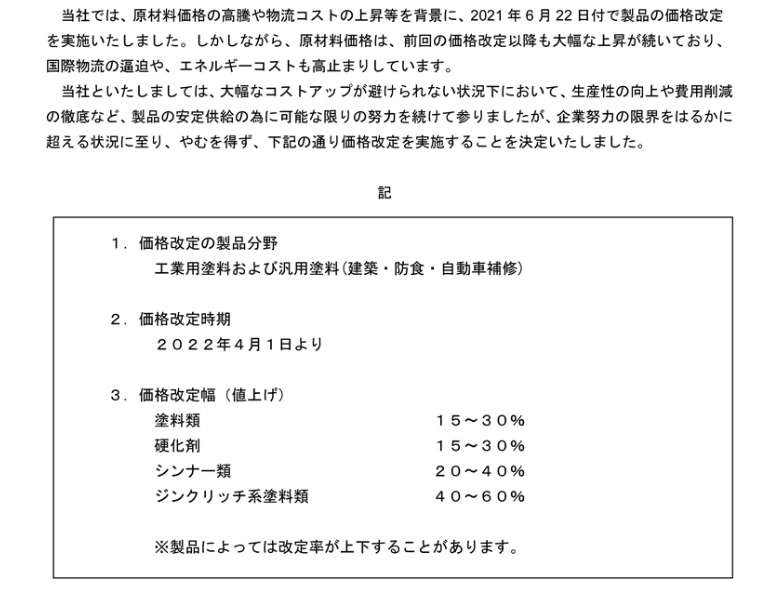 当社では、原材料価格の高騰や物流コストの上昇等を背景に、2021 年 6 月 22 日付で製品の価格改定
を実施いたしました。しかしながら、原材料価格は、前回の価格改定以降も大幅な上昇が続いており、
国際物流の逼迫や、エネルギーコストも高止まりしています。
当社といたしましては、大幅なコストアップが避けられない状況下において、生産性の向上や費用削減
の徹底など、製品の安定供給の為に可能な限りの努力を続けて参りましたが、企業努力の限界をはるかに
超える状況に至り、やむを得ず、下記の通り価格改定を実施することを決定いたしました。
記
１．価格改定の製品分野
工業用塗料および汎用塗料(建築・防食・自動車補修)
２．価格改定時期
２０２２年４月１日より
３．価格改定幅（値上げ）
塗料類 １５～３０％
硬化剤 １５～３０％
シンナー類 ２０～４０％
ジンクリッチ系塗料類 ４０～６０％
※製品によっては改定率が上下することがあります。